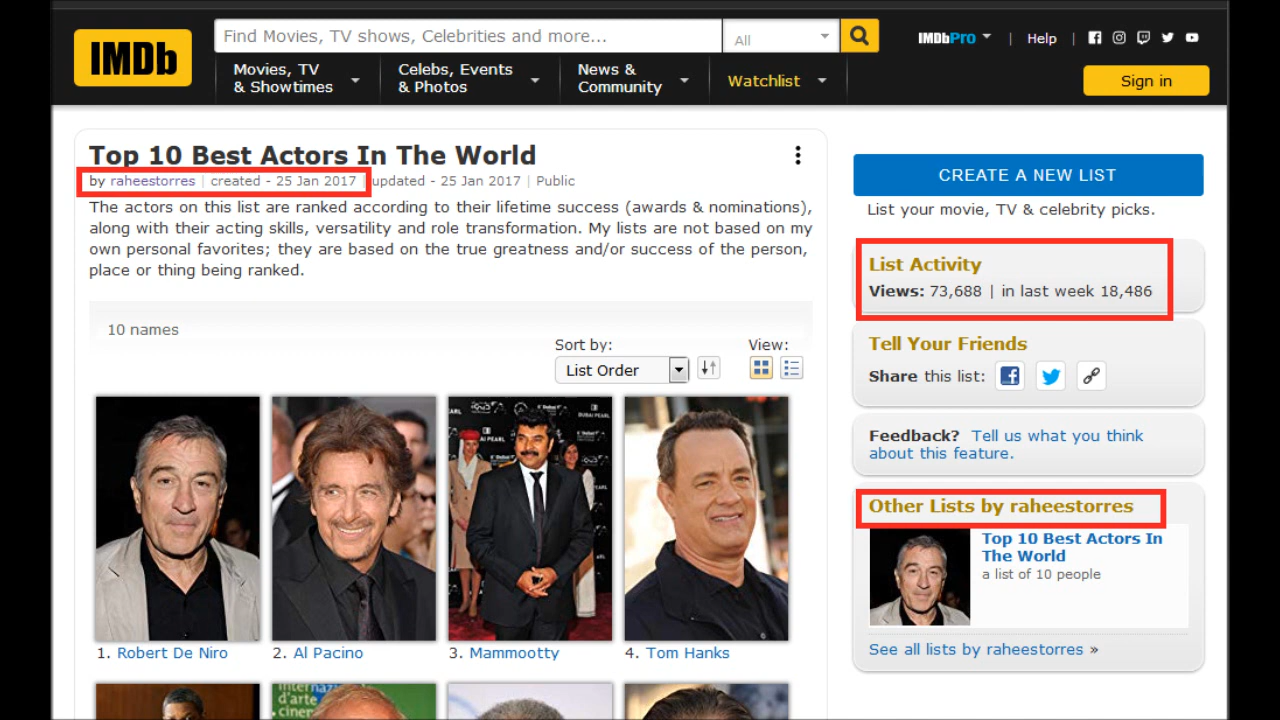 IMDb
Find Movies, TV shows, Celebrities and more...
All
IMDbPro
|
Help
|
Movies, TV
& Showtimes
Celebs, Events
& Photos
News &
Community
Watchlist
Sign in
Top 10 Best Actors In The World
by raheestorres | created - 25 Jan 2017 | updated - 25 Jan 2017 | Public
The actors on this list are ranked according to their lifetime success (awards & nominations),
along with their acting skills, versatility and role transformation. My lists are not based on my
own personal favorites; they are based on the true greatness and/or success of the person,
place or thing being ranked.
10 names
Sort by:
List Order
View:
1. Robert De Niro
2. Al Pacino
3. Mammootty
4. Tom Hanks
d'arte
CREATE A NEW LIST
List your movie, TV & celebrity picks.
List Activity
Views: 73,688 | in last week 18,486
Tell Your Friends
Share this list:
Feedback? Tell us what you think
about this feature.
Other Lists by raheestorres
Top 10 Best Actors In
The World
a list of 10 people
See all lists by raheestorres »